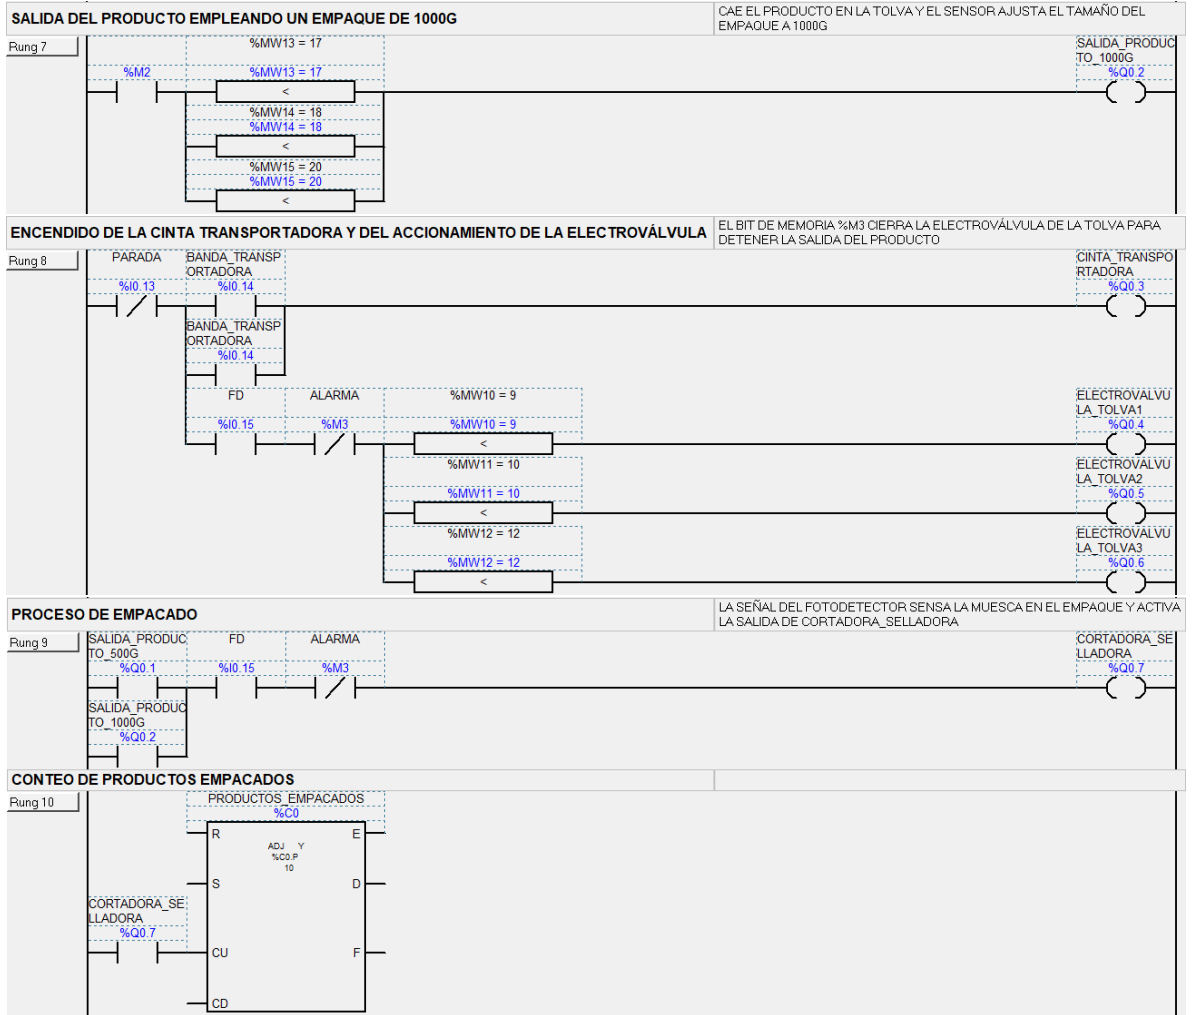 SALIDA DEL PRODUCTO EMPLEANDO UN EMPAQUE DE 1000G
CAE EL PRODUCTO EN LA TOLVA Y EL SENSOR AJUSTA EL TAMAÑO DEL
EMPAQUE A 1000G
Rung 7
%MW13 = 17
SALIDA_PRODUC
TO_1000G
%M2
%MW13 = 17
%Q0.2
<
%MW14 = 18
%MW14 = 18
<
%MW15 = 20
%MW15 = 20
<
ENCENDIDO DE LA CINTA TRANSPORTADORA Y DEL ACCIONAMIENTO DE LA ELECTROVÁLVULA
EL BIT DE MEMORIA %M3 CIERRA LA ELECTROVÁLVULA DE LA TOLVA PARA
DETENER LA SALIDA DEL PRODUCTO
Rung 8
PARADA
BANDA_TRANSP
ORTADORA
CINTA_TRANSPO
RTADORA
%I0.13
%I0.14
%Q0.3
BANDA_TRANSP
ORTADORA
%I0.14
FD
ALARMA
%MW10 = 9
ELECTROVALVU
LA_TOLVA1
%I0.15
%M3
%MW10 = 9
%Q0.4
<
%MW11 = 10
ELECTROVALVU
LA_TOLVA2
%MW11 = 10
%Q0.5
<
%MW12 = 12
ELECTROVALVU
LA_TOLVA3
%MW12 = 12
%Q0.6
<
PROCESO DE EMPACADO
LA SEÑAL DEL FOTODETECTOR SENSA LA MUESCA EN EL EMPAQUE Y ACTIVA
LA SALIDA DE CORTADORA_SELLADORA
Rung 9
SALIDA_PRODUC
TO_500G
FD
ALARMA
CORTADORA_SE
LLADORA
%Q0.1
%I0.15
%M3
%Q0.7
SALIDA_PRODUC
TO_1000G
%Q0.2
CONTEO DE PRODUCTOS EMPACADOS
Rung 10
PRODUCTOS_EMPACADOS
%C0
R
E
ADJ Y
%C0.P
10
S
D
CORTADORA_SE
LLADORA
%Q0.7
CU
F
CD